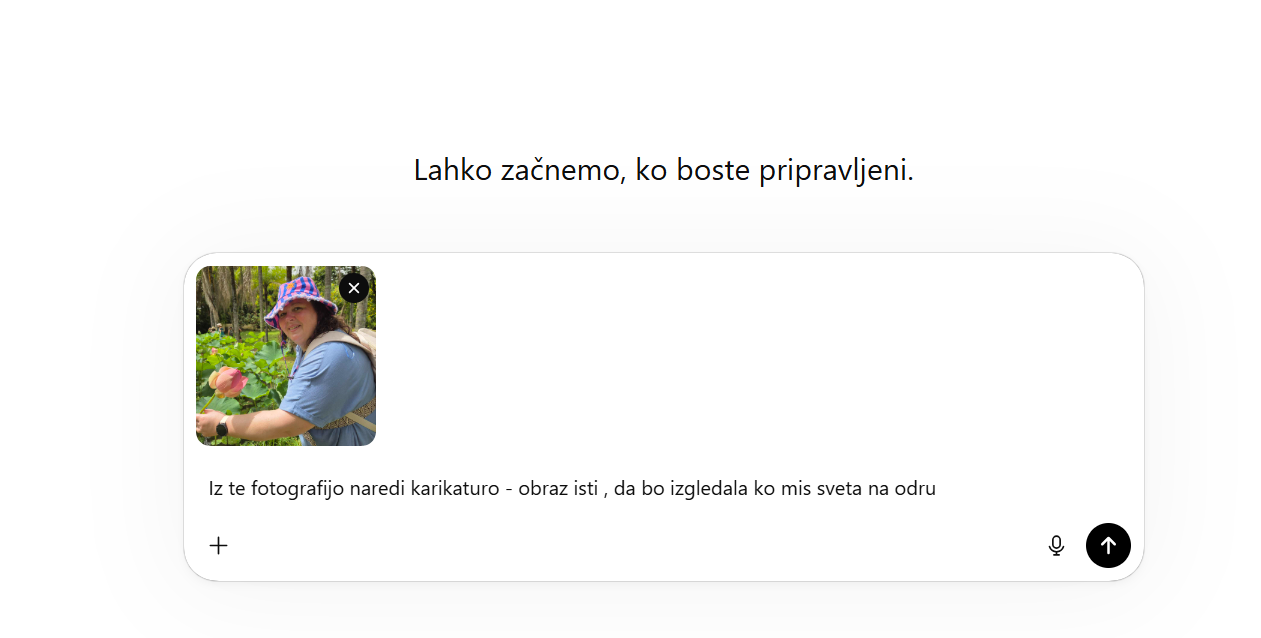 Lahko začnemo, ko boste pripravljeni.
Iz te fotografijo naredi karikaturo - obraz isti , da bo izgledala ko mis sveta na odru